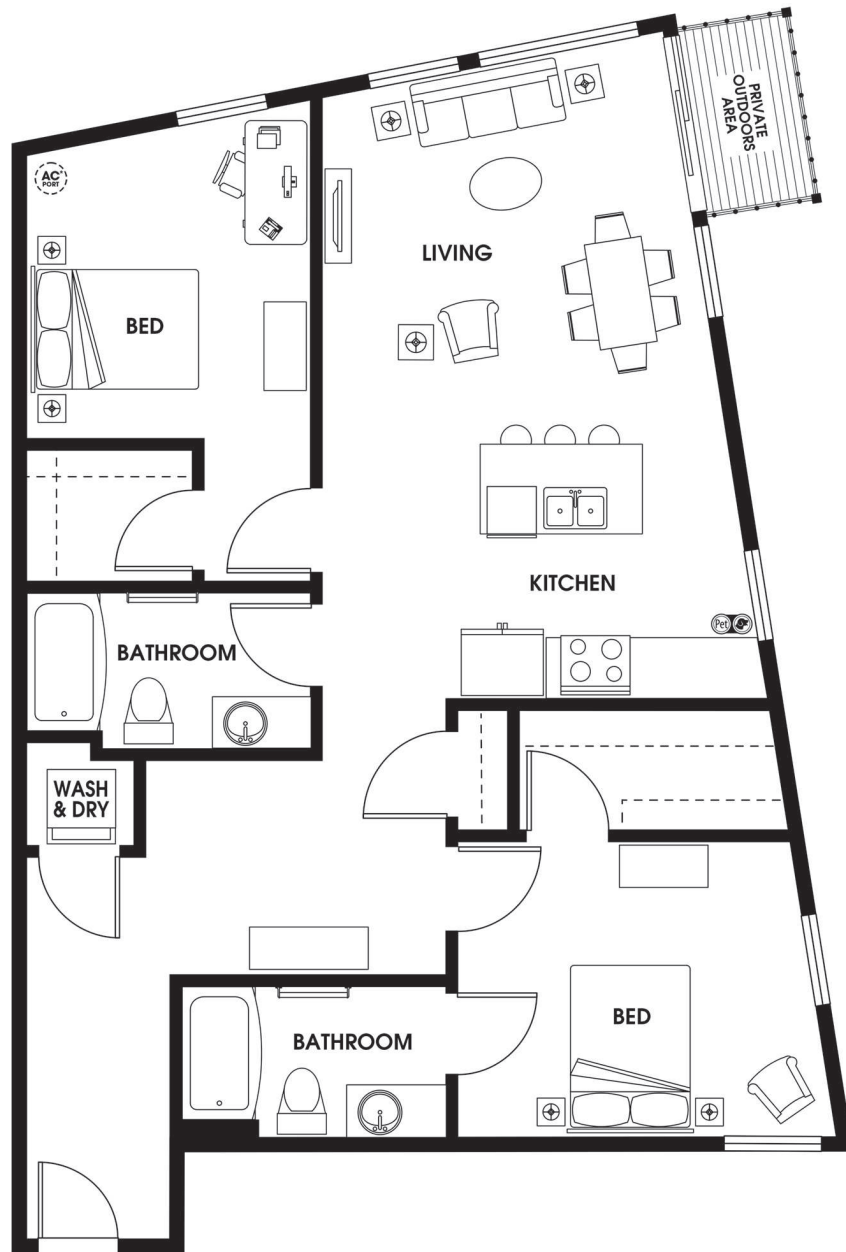 PRIVATE
OUTDOORS
AREA
AC
PORT
LIVING
BED
KITCHEN
Pet
BATHROOM
WASH
& DRY
BED
BATHROOM